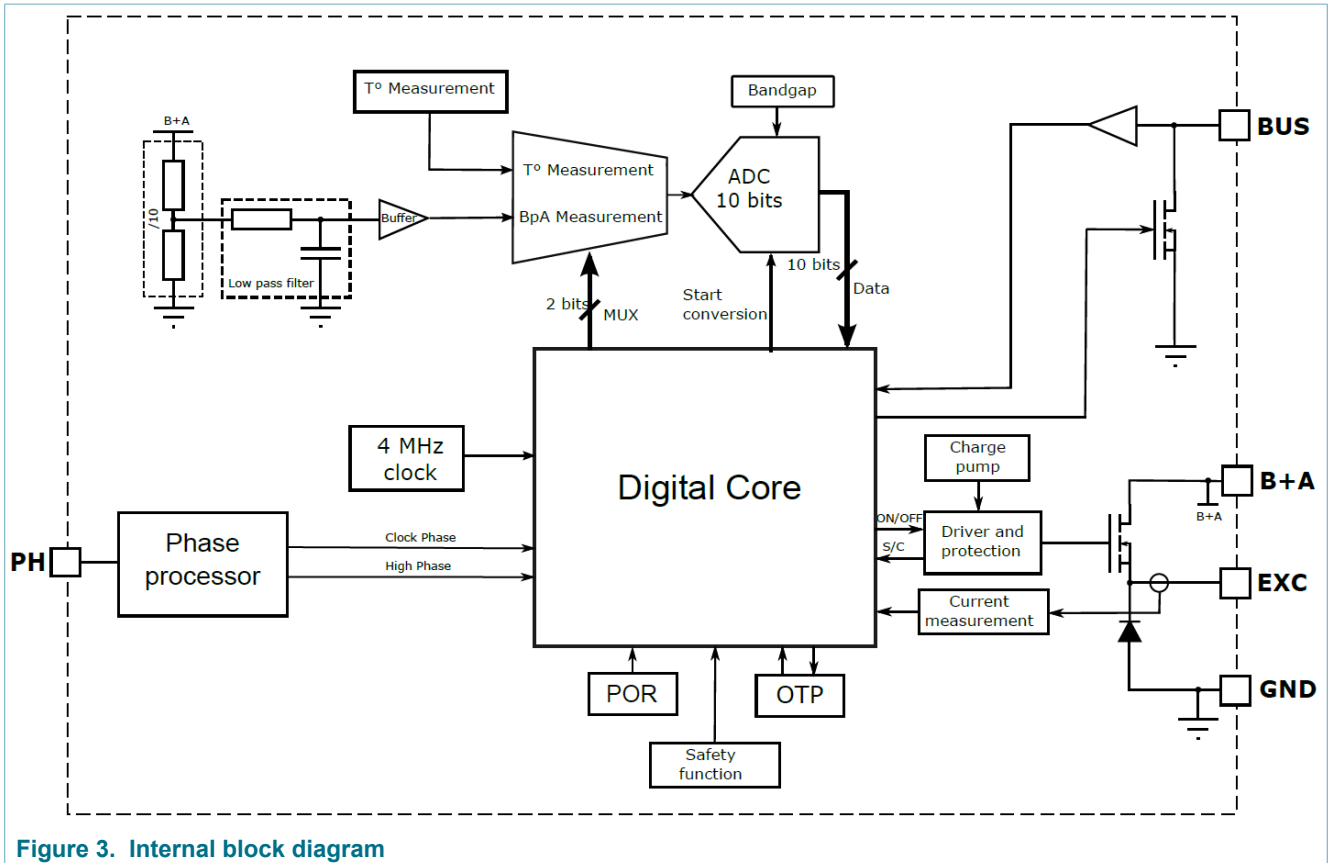 Tº Measurement
Bandgap
B+A
BUS
Tº Measurement
ADC
10 bits
/10
Buffer
BpA Measurement
Low pass filter
2 bits
MUX
Start
conversion
10 bits
Data
4 MHz
clock
Digital Core
Charge
pump
B+A
B+A
ON/OFF
S/C
Driver and
protection
PH
Phase
processor
Clock Phase
High Phase
EXC
Current
measurement
GND
POR
OTP
Safety
function
Figure 3. Internal block diagram